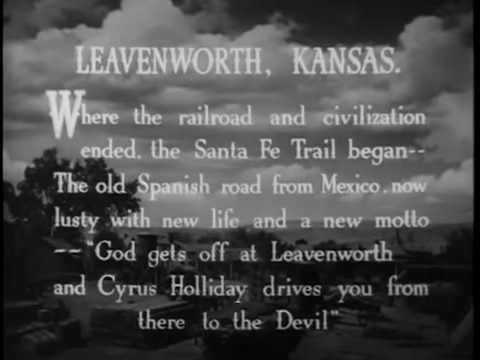 LEAVENWORTH, KANSAS.
Where the railroad and civilization
ended, the Santa Fe Trail began--
The old Spanish road from Mexico, now
lusty with new life and a new motto
-- "God gets off at Leavenworth
and Cyrus Holliday drives you from
there to the Devil"